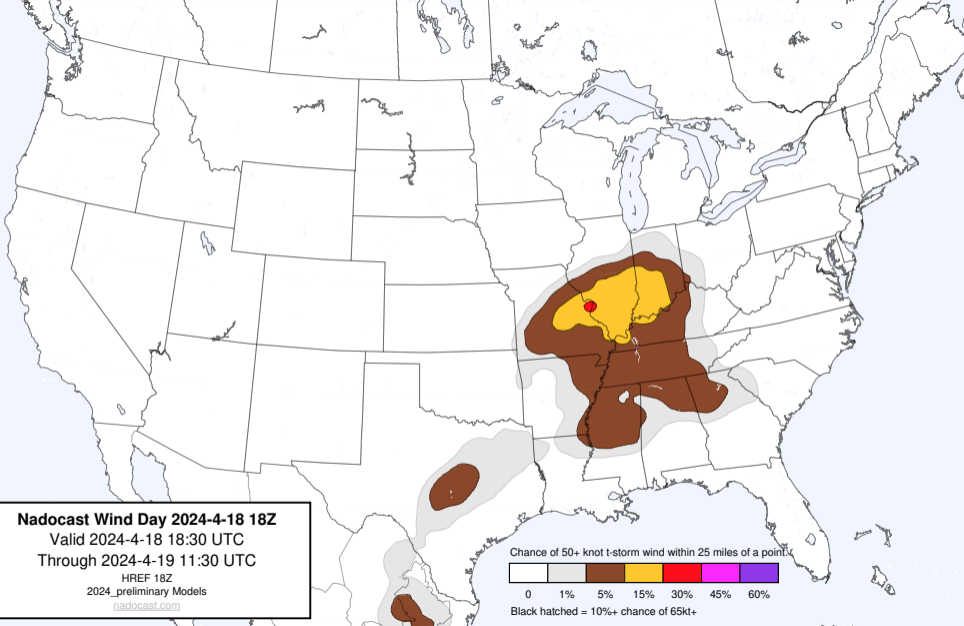 Nadocast Wind Day 2024-4-18 18Z
Valid 2024-4-18 18:30 UTC
Through 2024-4-19 11:30 UTC
HREF 18Z
2024_preliminary Models
nadocast.com
Chance of 50+ knot t-storm wind within 25 miles of a point.
0 1% 5% 15% 30% 45% 60%
Black hatched = 10%+ chance of 65kt+